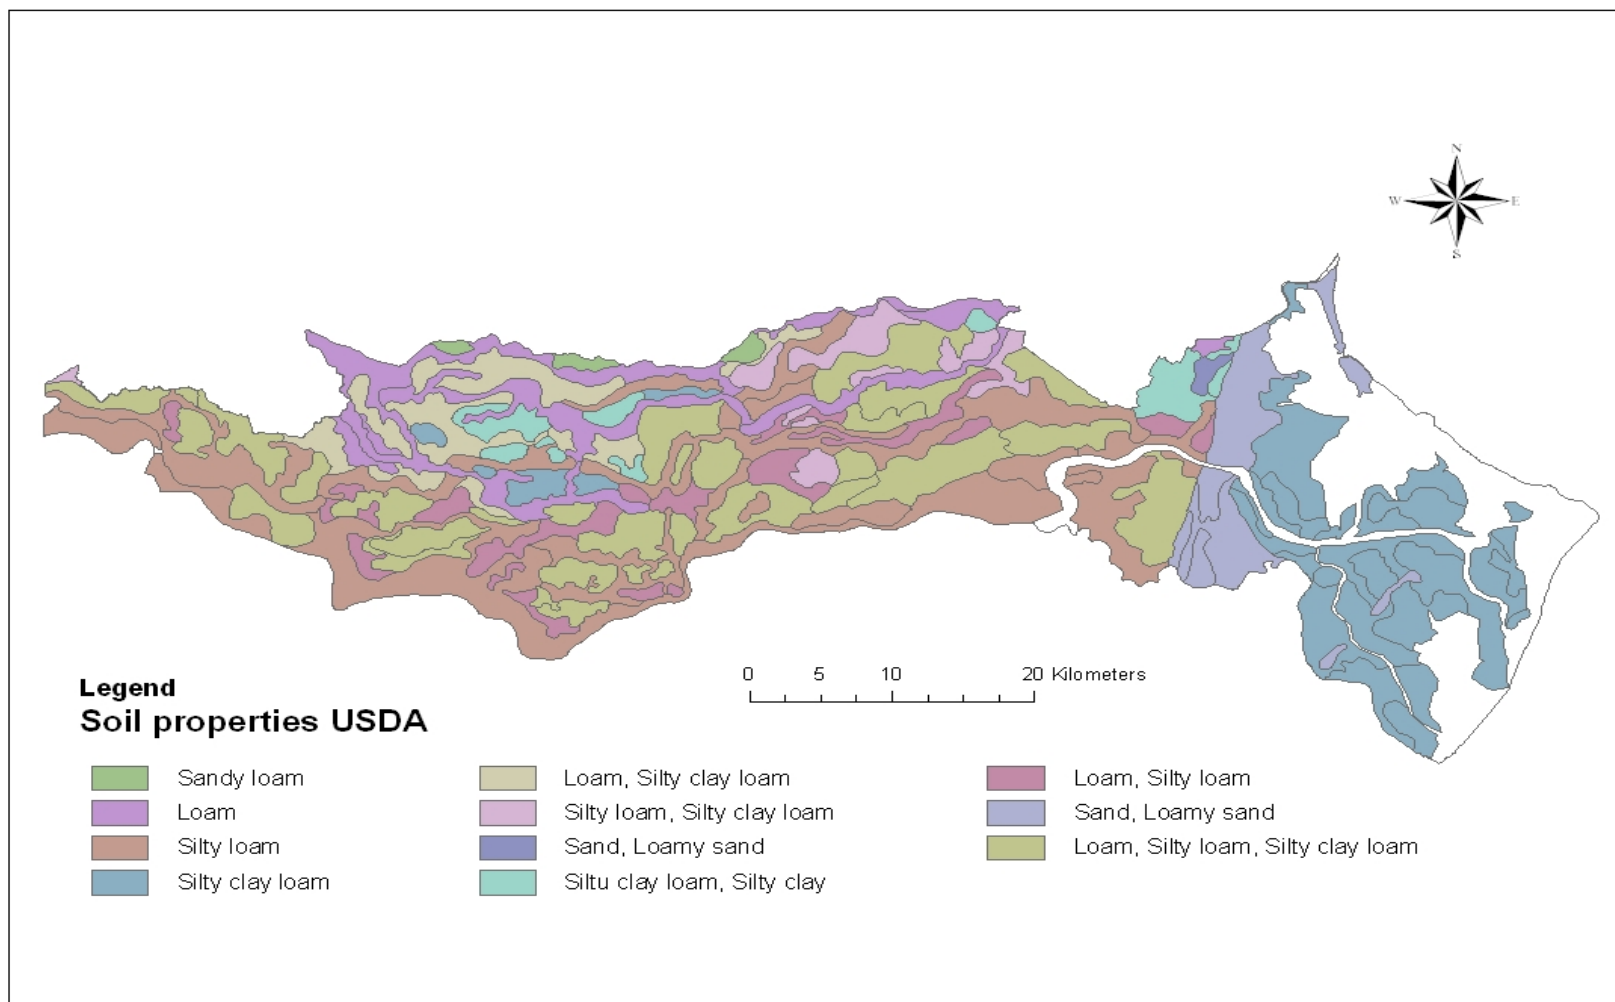 N
W E
S
0 5 10 20 Kilometers
Legend
Soil properties USDA
Sandy loam
Loam
Silty loam
Silty clay loam
Loam, Silty clay loam
Silty loam, Silty clay loam
Sand, Loamy sand
Siltu clay loam, Silty clay
Loam, Silty loam
Sand, Loamy sand
Loam, Silty loam, Silty clay loam